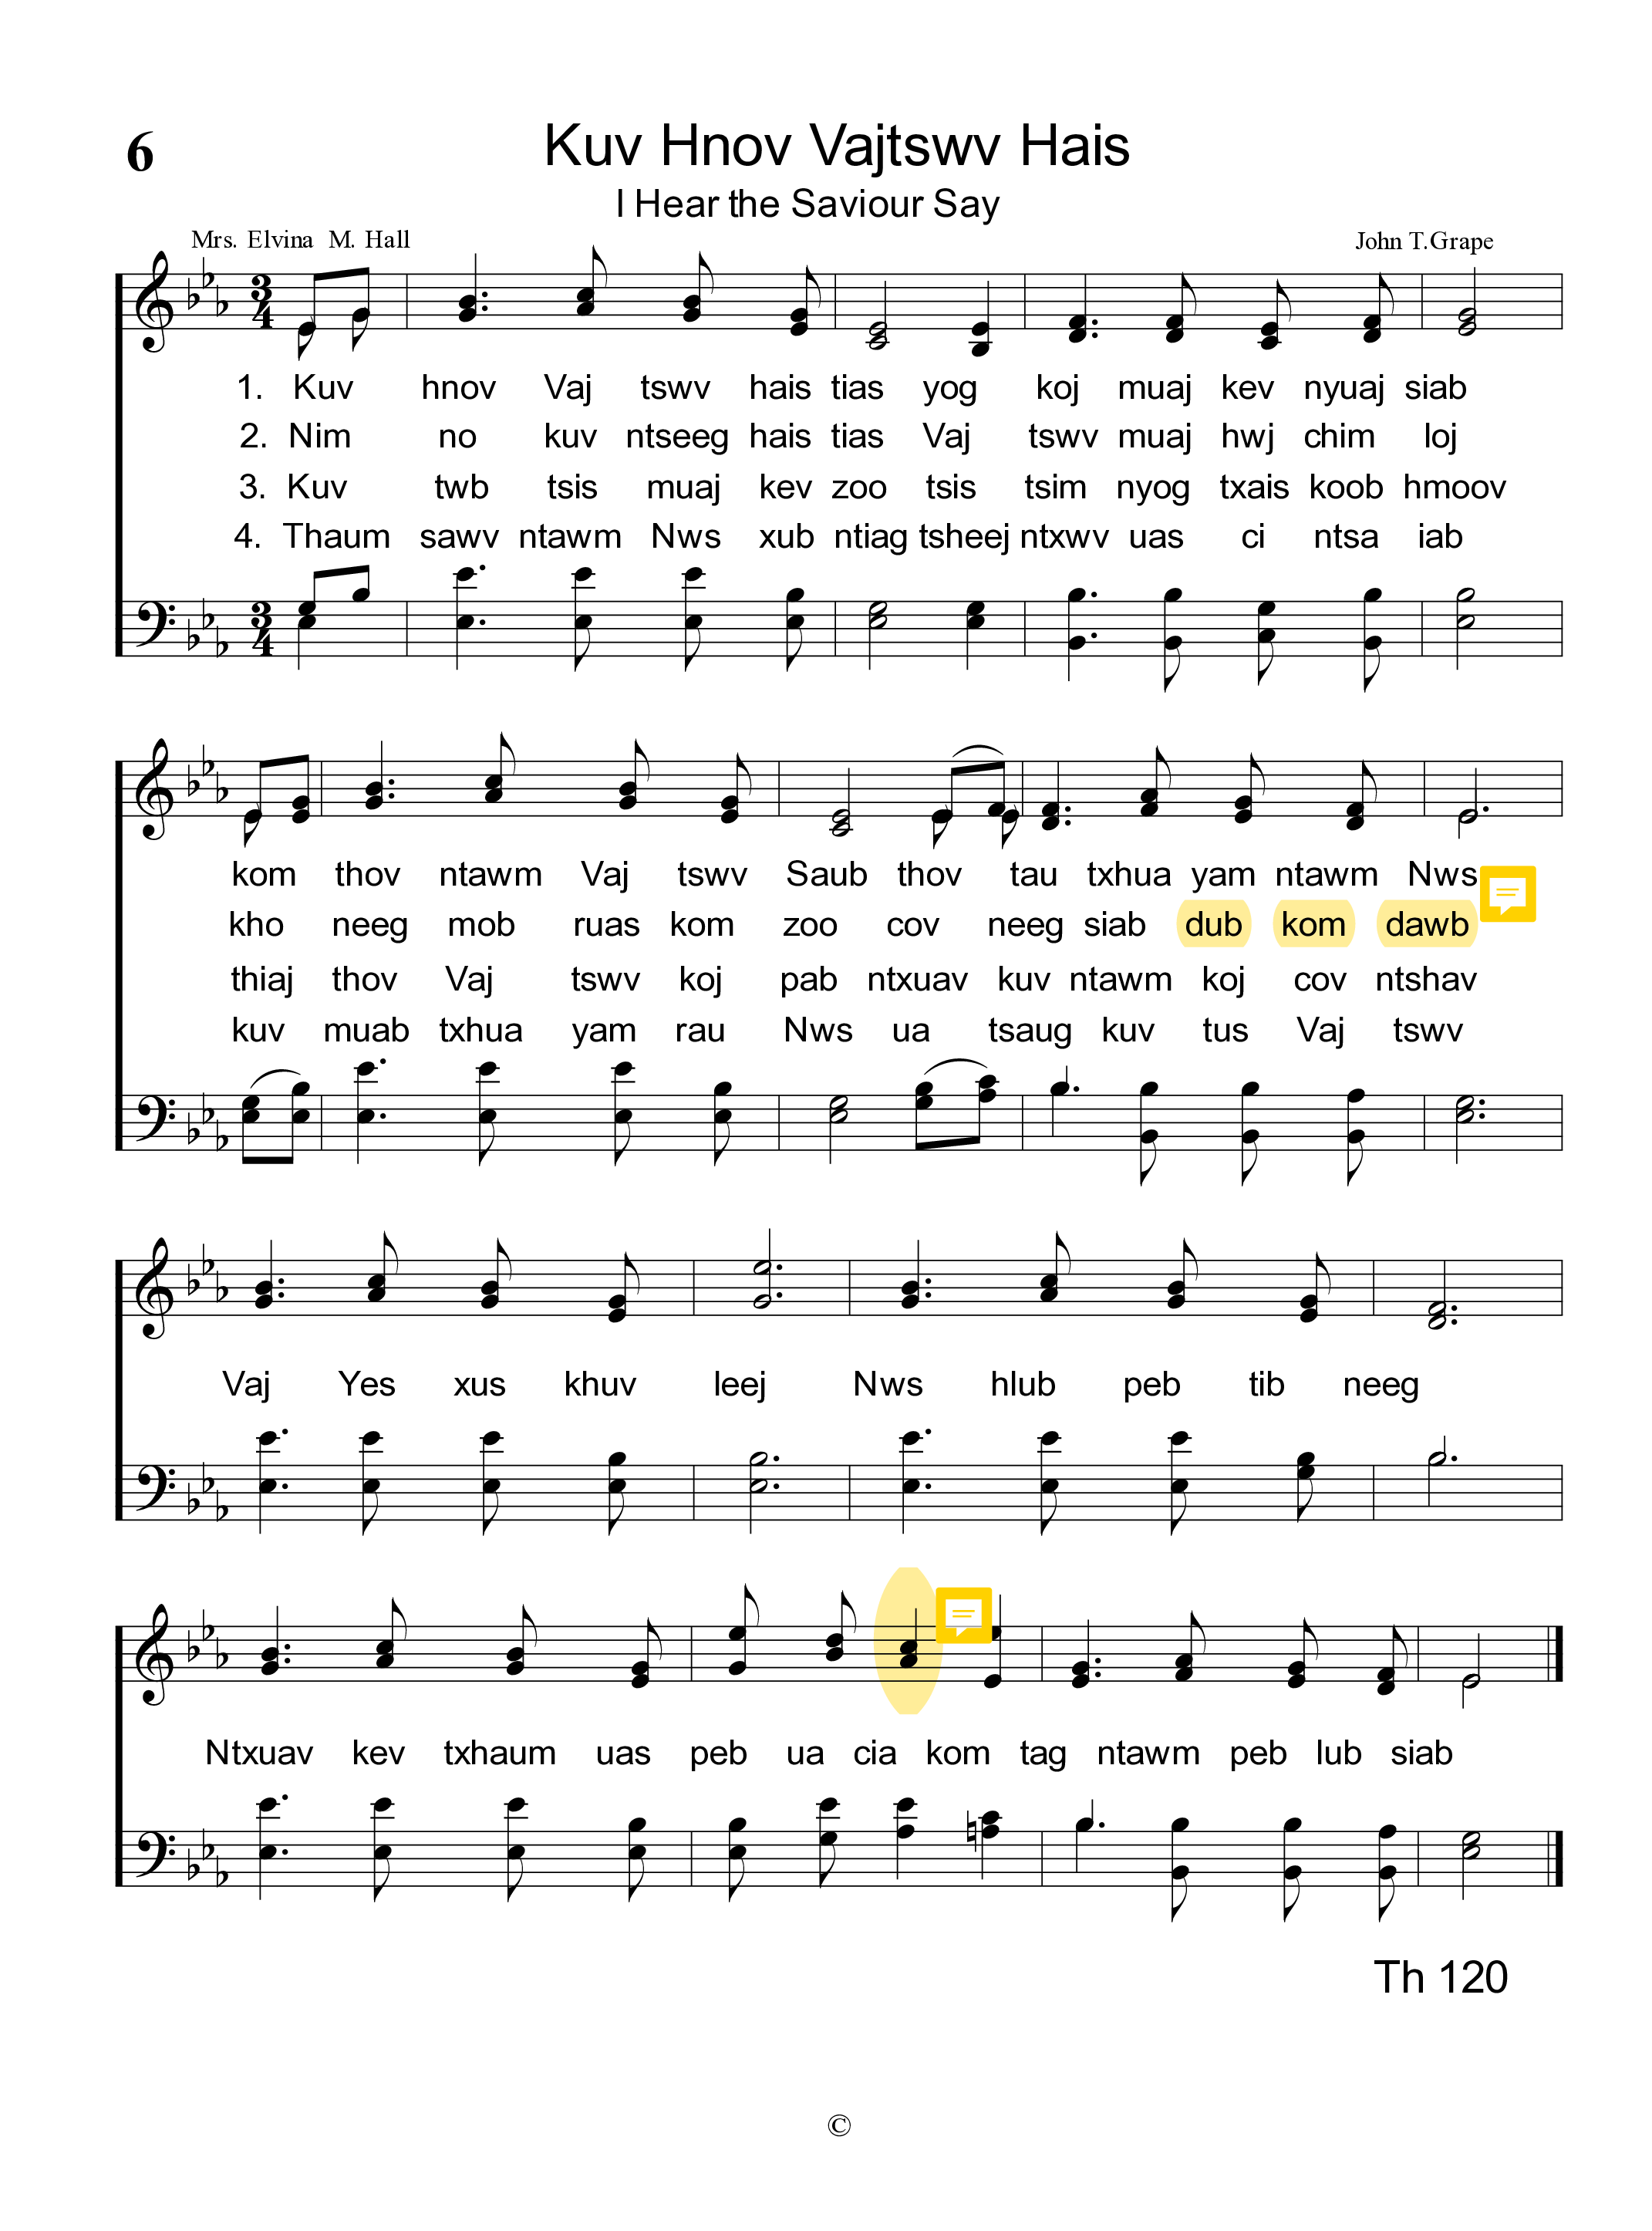 6
Kuv Hnov Vajtswv Hais
I Hear the Saviour Say
Mrs. Elvina M. Hall
John T.Grape
1. Kuv hnov Vaj tswv hais tias yog koj muaj kev nyuaj siab
2. Nim no kuv ntseeg hais tias Vaj tswv muaj hwj chim loj
3. Kuv twb tsis muaj kev zoo tsis tsim nyog txais koob hmoov
4. Thaum sawv ntawm Nws xub ntiag tsheej ntxwv uas ci ntsa iab
kom thov ntawm Vaj tswv Saub thov tau txhua yam ntawm Nws
kho neeg mob ruas kom zoo cov neeg siab dub kom dawb
thiaj thov Vaj tswv koj pab ntxuav kuv ntawm koj cov ntshav
kuv muab txhua yam rau Nws ua tsaug kuv tus Vaj tswv
Vaj Yes xus khuv leej Nws hlub peb tib neeg
Ntxuav kev txhaum uas peb ua cia kom tag ntawm peb lub siab
Th 120
©